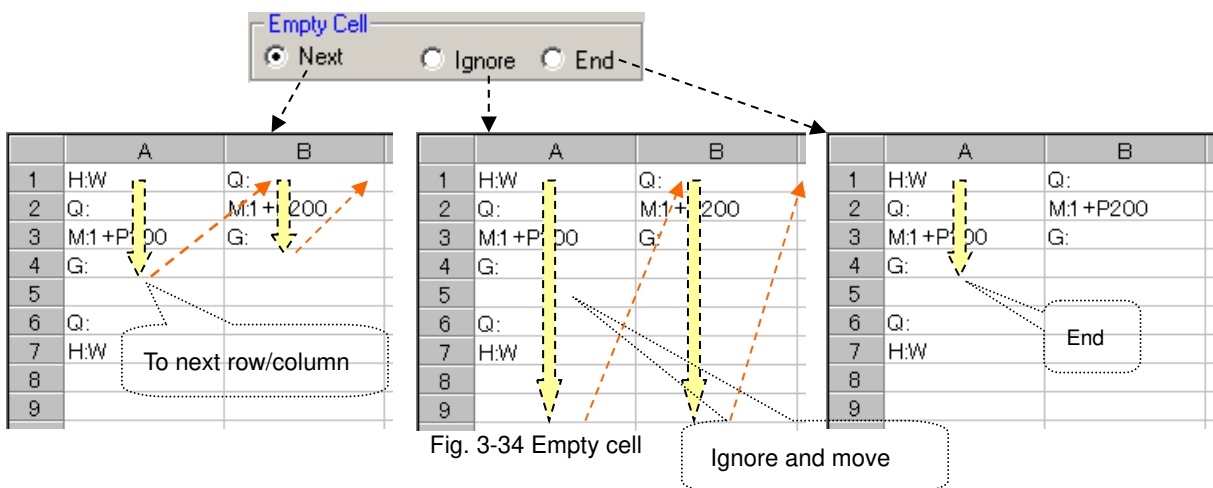 Empty Cell
Next Ignore End
A B
1 H:W Q:
2 Q: M:1+P200
3 M:1+P200 G:
4 G:
5
6 Q:
7 H:W
8
9
To next row/column
A B
1 H:W Q:
2 Q: M:1+P200
3 M:1+P200 G:
4 G:
5
6 Q:
7 H:W
8
9
Ignore and move
A B
1 H:W Q:
2 Q: M:1+P200
3 M:1+P200 G:
4 G:
5
6 Q:
7 H:W
8
9
End
Fig. 3-34 Empty cell